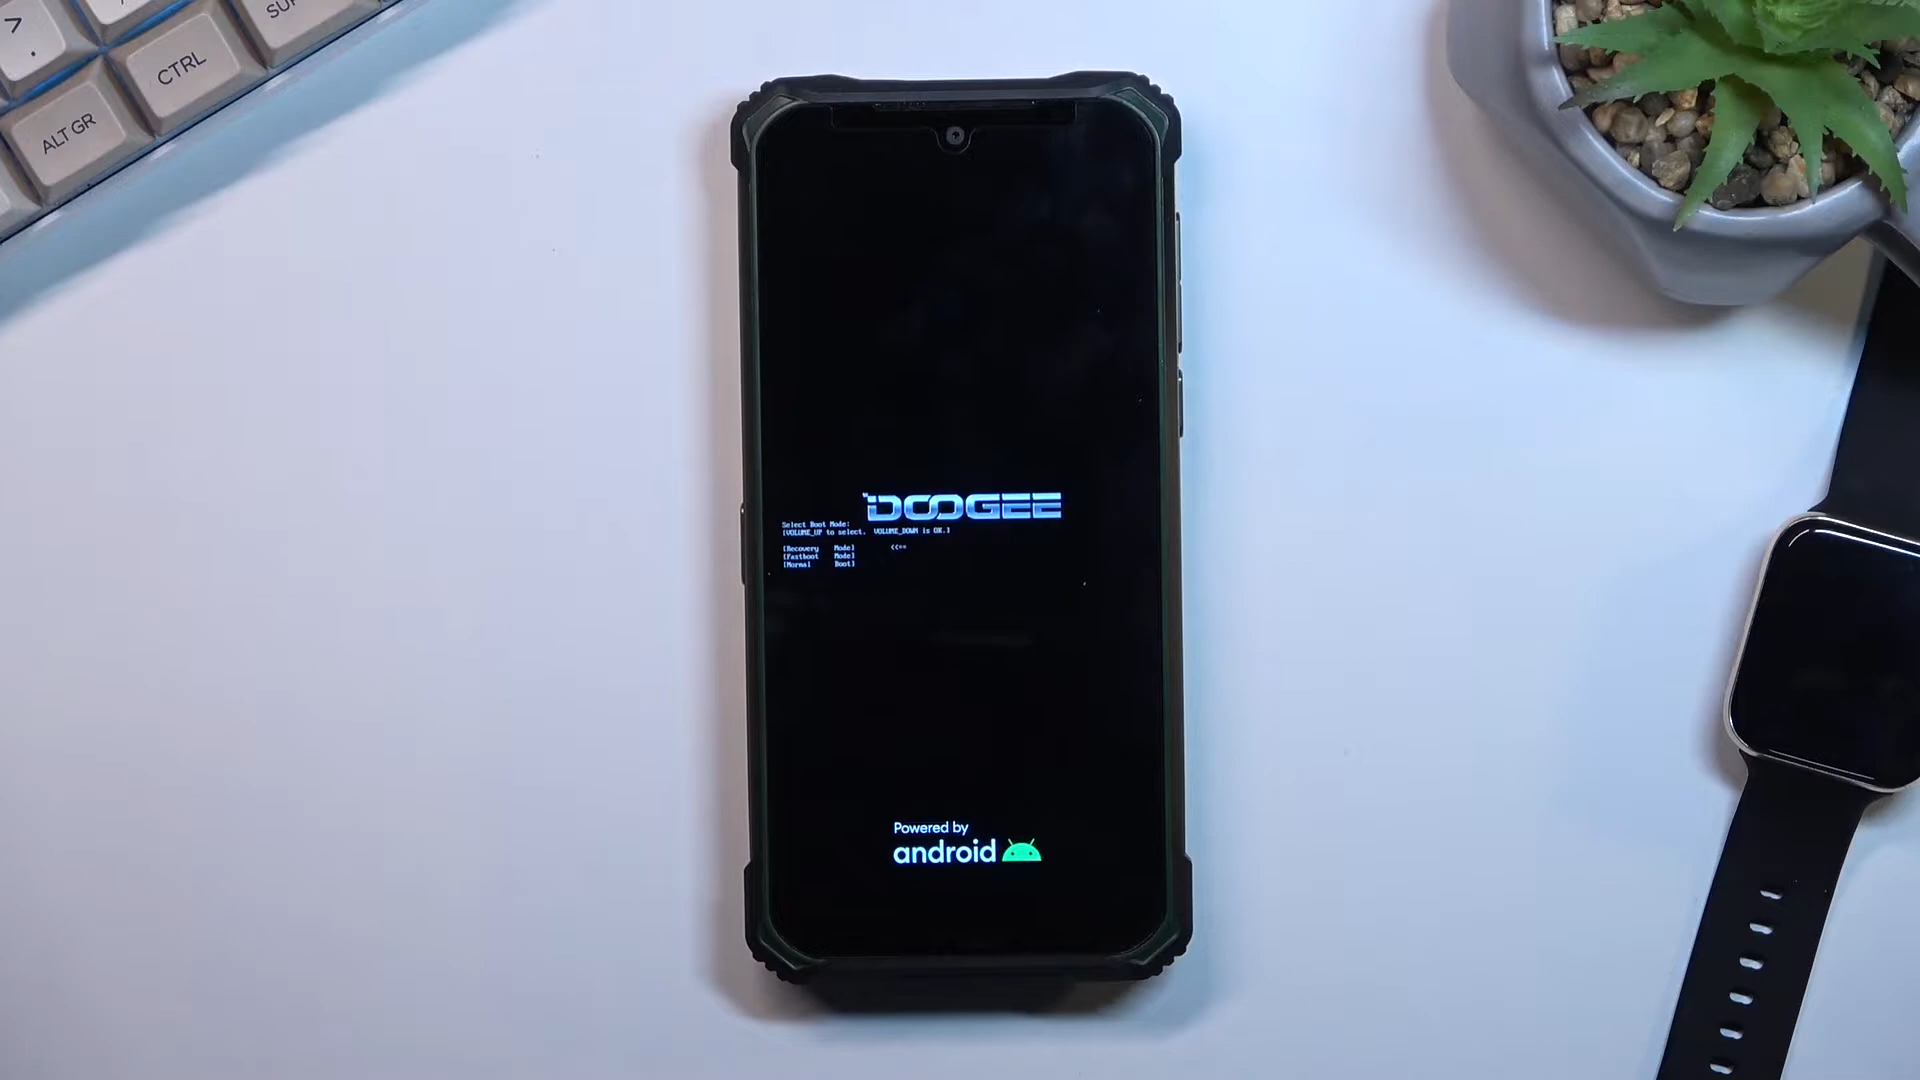 >
.
CTRL
ALT GR
DOOGEE
Select Boot Mode:
[VOLUME_UP to select.  VOLUME_DOWN is OK.]
[Recovery    Mode]         <<==
[Fastboot    Mode]
[Normal      Boot]
Powered by
android